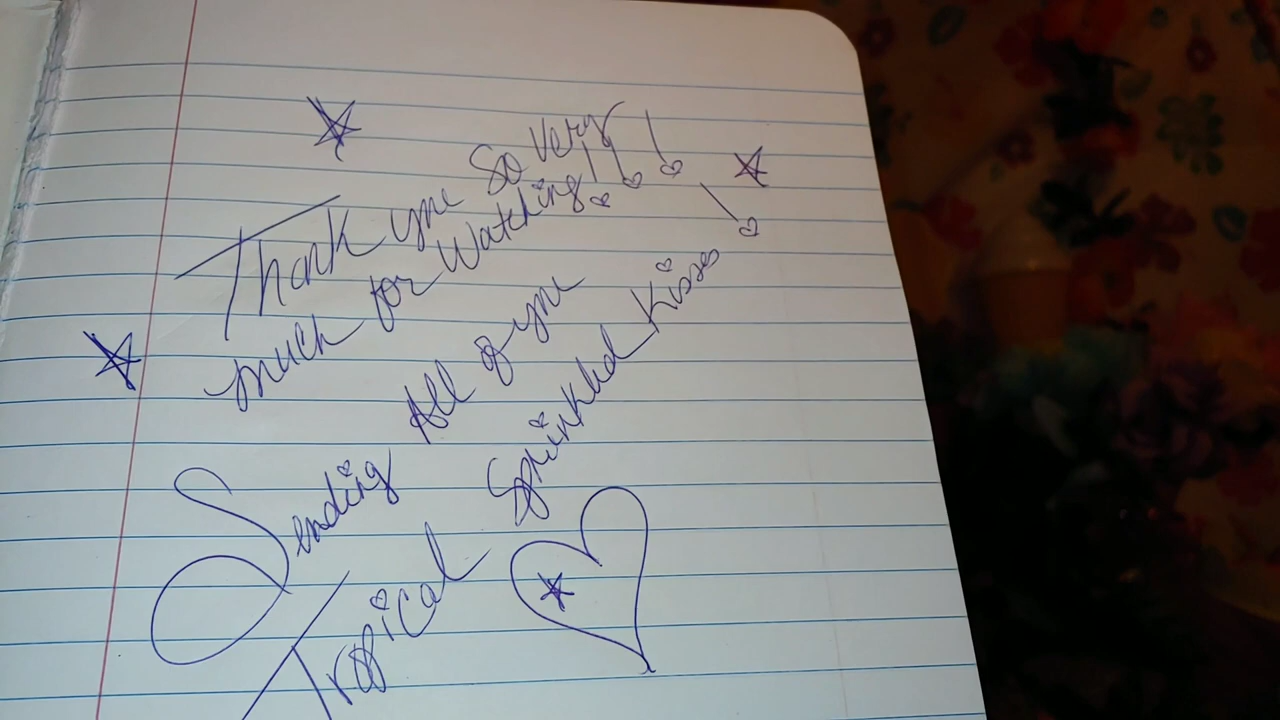 Thank you So very
much for Watching!!!!
Sending All of you
Tropical Sprinkled Kisses